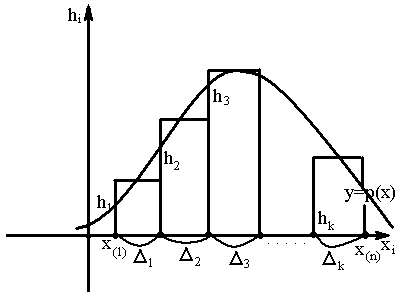 hᵢ
h₃
h₂
h₁
y=p(x)
hₖ
x₍₁₎ Δ₁ Δ₂ Δ₃ ...... Δₖ x₍ₙ₎ xᵢ